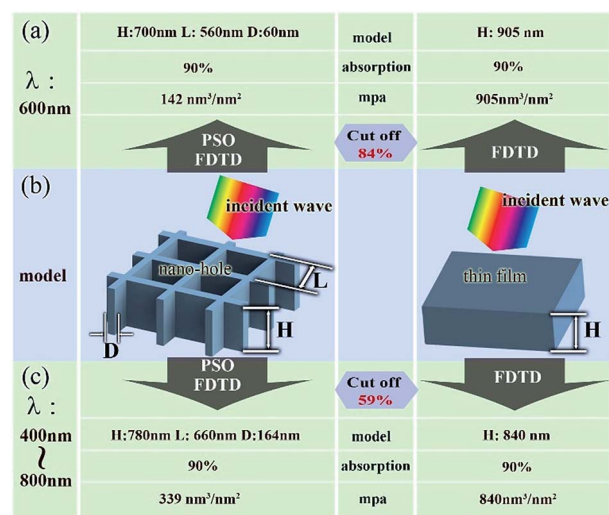 (a)
λ :
600nm
H:700nm L: 560nm D:60nm
model
H: 905 nm
90%
absorption
90%
142 nm³/nm²
mpa
905nm³/nm²
PSO
FDTD
Cut off
84%
FDTD
(b)
model
incident wave
nano-hole
L
H
D
incident wave
thin film
H
PSO
FDTD
Cut off
59%
FDTD
(c)
λ :
400nm
~
800nm
H:780nm L: 660nm D:164nm
model
H: 840 nm
90%
absorption
90%
339 nm³/nm²
mpa
840nm³/nm²